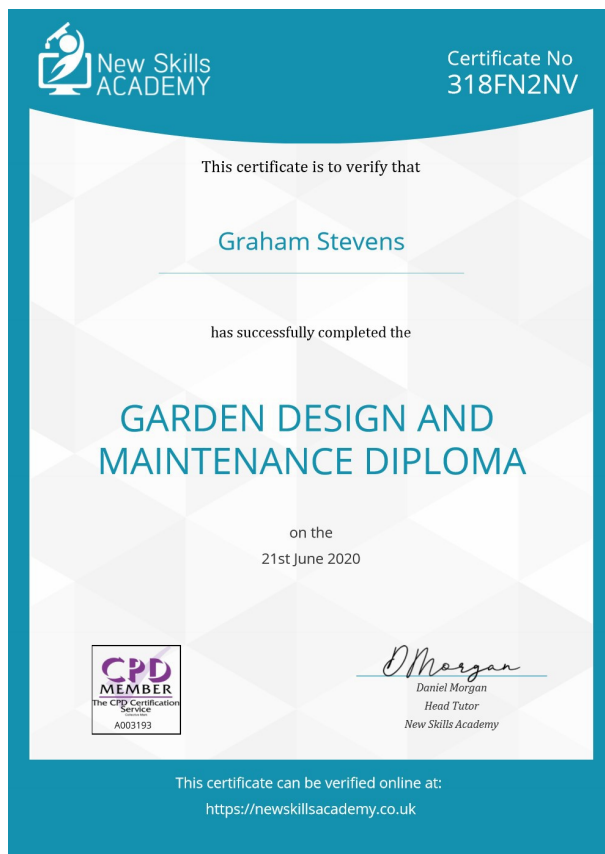 New Skills
ACADEMY
Certificate No
318FN2NV
This certificate is to verify that
Graham Stevens
has successfully completed the
GARDEN DESIGN AND
MAINTENANCE DIPLOMA
on the
21st June 2020
CPD
MEMBER
The CPD Certification
Service
A003193
DMorgan
Daniel Morgan
Head Tutor
New Skills Academy
This certificate can be verified online at:
https://newskillsacademy.co.uk